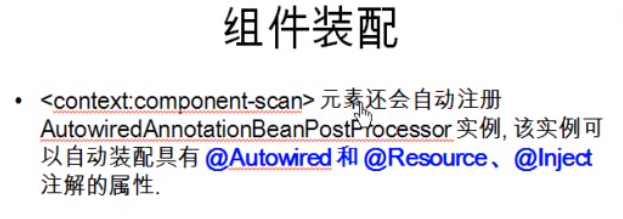 组件装配
• <context:component-scan> 元素还会自动注册
AutowiredAnnotationBeanPostProcessor 实例, 该实例可
以自动装配具有 @Autowired 和 @Resource 、@Inject
注解的属性.